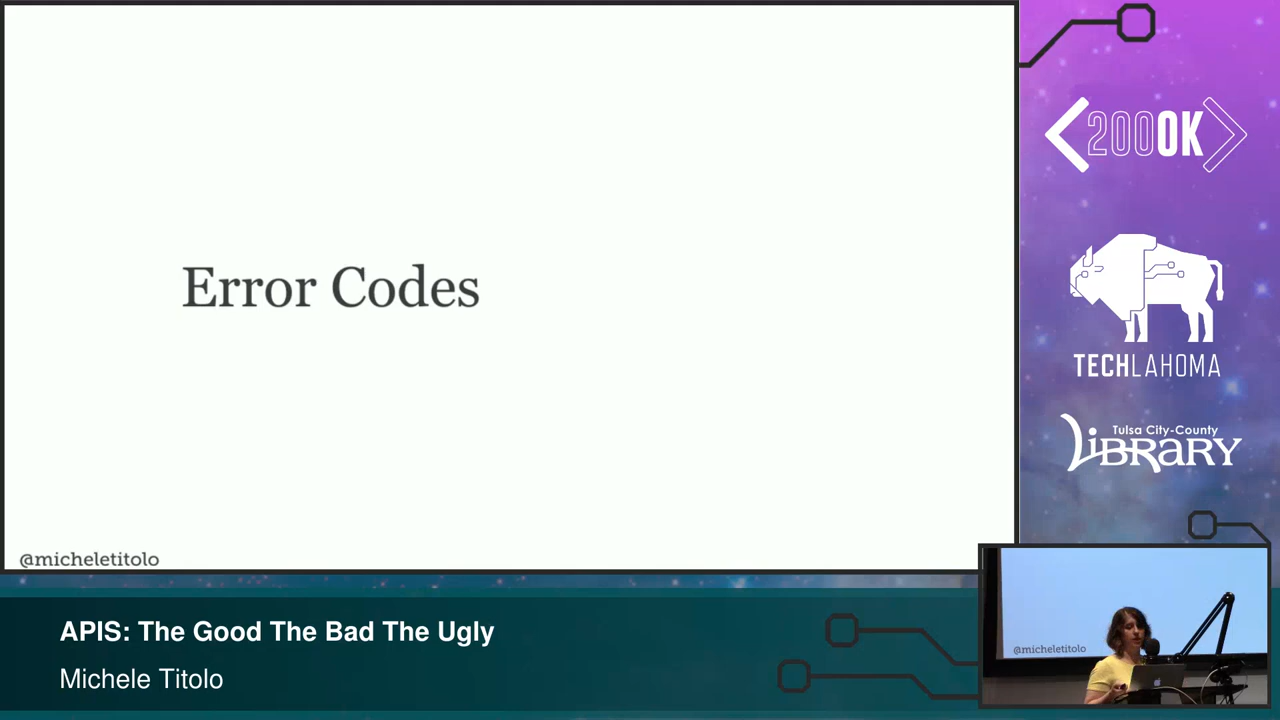 Error Codes
@micheletitolo
200OK
TECHLAHOMA
Tulsa City-County
LiBRARY
@micheletitolo
APIS: The Good The Bad The Ugly
Michele Titolo